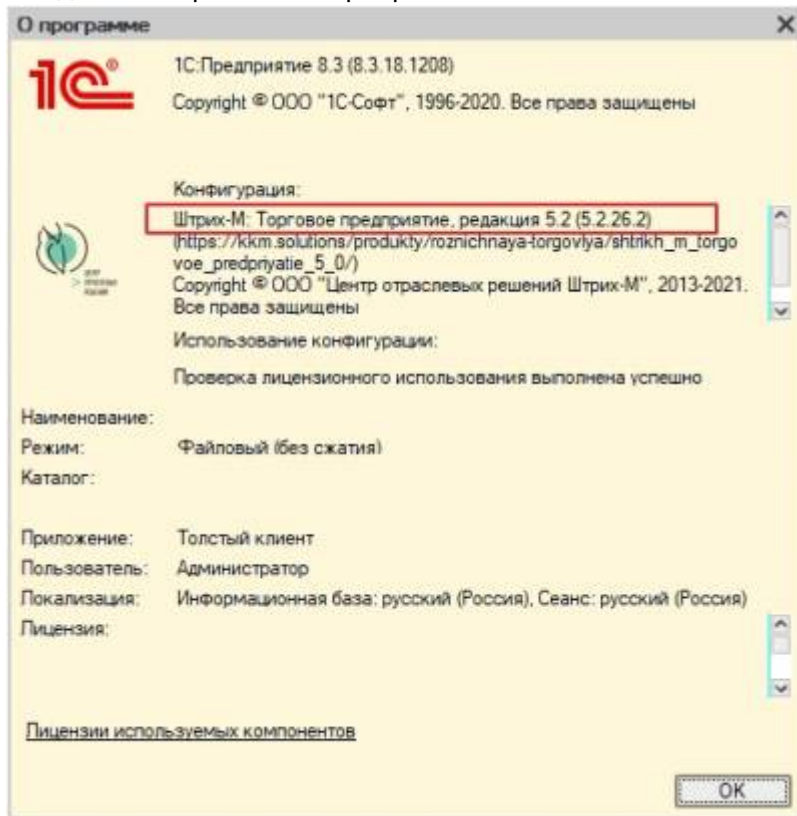 О программе
1С:Предприятие 8.3 (8.3.18.1208)
Copyright © ООО "1С-Софт", 1996-2020. Все права защищены
Конфигурация:
Штрих-М: Торговое предприятие, редакция 5.2 (5.2.26.2)
(https://kkm.solutions/produkty/roznichnaya-torgovlya/shtrikh_m_torgo
voe_predpriyatie_5_0/)
Copyright © ООО "Центр отраслевых решений Штрих-М", 2013-2021.
Все права защищены
Использование конфигурации:
Проверка лицензионного использования выполнена успешно
Наименование:
Режим: Файловый (без сжатия)
Каталог:
Приложение: Толстый клиент
Пользователь: Администратор
Локализация: Информационная база: русский (Россия), Сеанс: русский (Россия)
Лицензия:
Лицензии используемых компонентов
OK